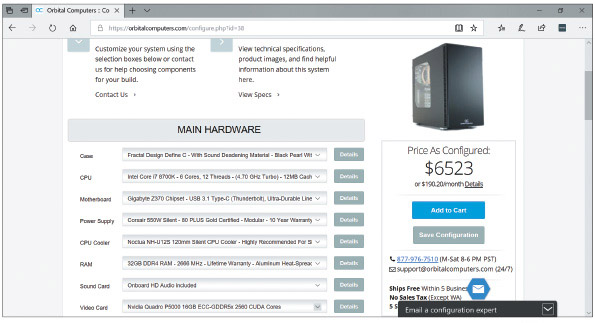 Orbital Computers :: Co
https://orbitalcomputers.com/configure.php?id=30
Customize your system using the
selection boxes below or contact
us for help choosing components
for your build.
Contact Us ›
View technical specifications,
product images, and find helpful
information about this system
here.
View Specs ›
MAIN HARDWARE
Case Fractal Design Define C - With Sound Deadening Material - Black Pearl Wit Details
CPU Intel Core i7 8700K - 6 Cores, 12 Threads - (4.70 GHz Turbo) - 12MB Cach Details
Motherboard Gigabyte Z370 Chipset - USB 3.1 Type-C (Thunderbolt), Ultra-Durable Line Details
Power Supply Corsair 550W Silent - 80 PLUS Gold Certified - Modular - 10 Year Warranty Details
CPU Cooler Noctua NH-U12S 120mm Silent CPU Cooler - Highly Recommended For S Details
RAM 32GB DDR4 RAM - 2666 MHz - Lifetime Warranty - Aluminum Heat-Spreac Details
Sound Card Onboard HD Audio Included Details
Video Card Nvidia Quadro P5000 16GB ECC-GDDR5x 2560 CUDA Cores Details
Price As Configured:
$6523
or $190.20/month Details
Add to Cart
Save Configuration
877-976-7510 (M-Sat 8-6 PM PST)
support@orbitalcomputers.com (24/7)
Ships Free Within 5 Busines
No Sales Tax (Except WA)
Email a configuration expert